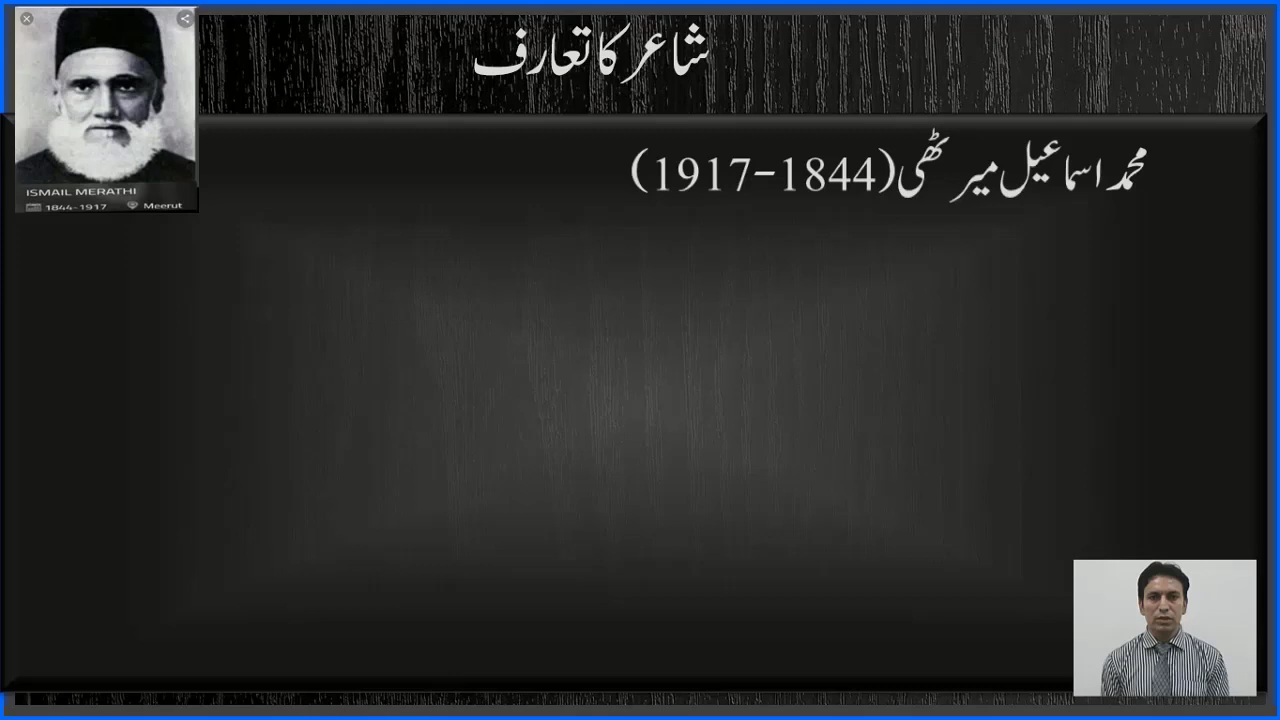 شاعر کا تعارف
محمد اسماعیل میرٹھی (1844-1917)
ISMAIL MERATHI
1844-1917 Meerut